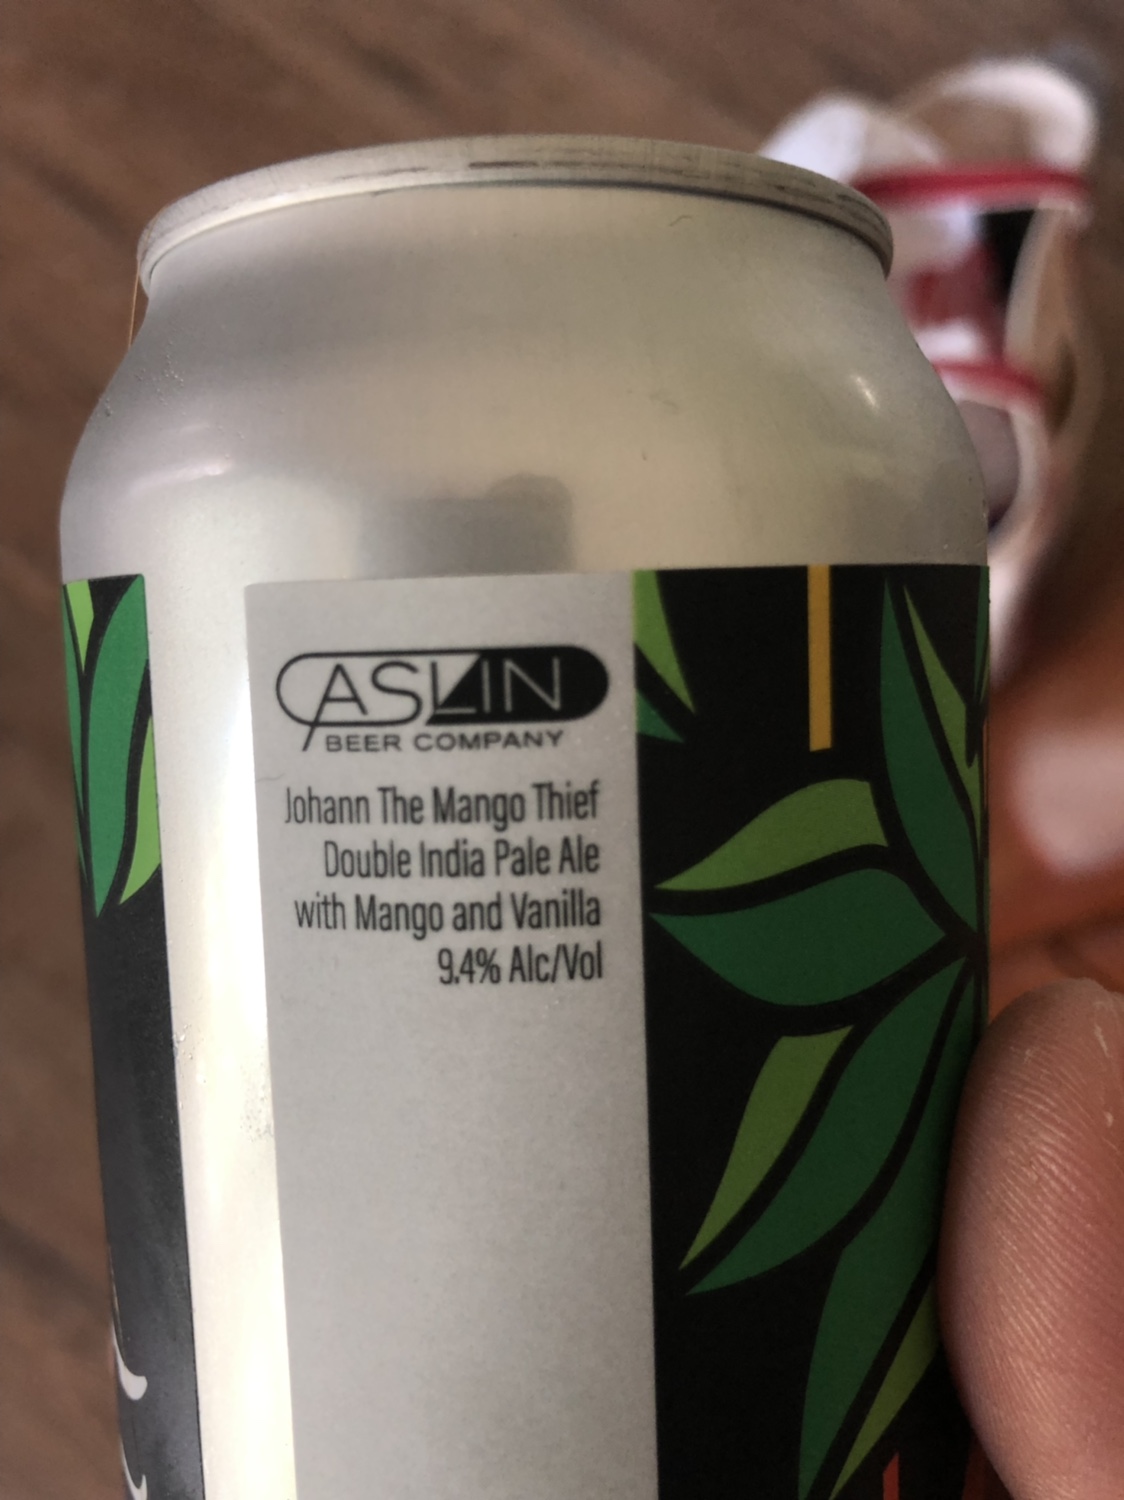 ASLIN
BEER COMPANY
Johann The Mango Thief
Double India Pale Ale
with Mango and Vanilla
9.4% Alc/Vol